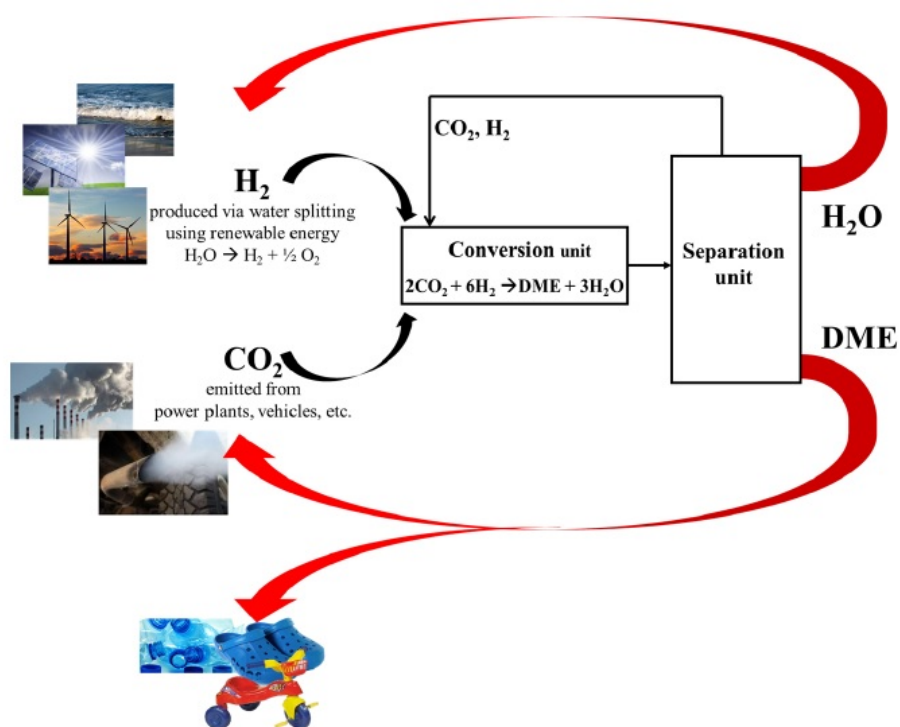 CO₂, H₂
H₂
produced via water splitting
using renewable energy
H₂O → H₂ + ½ O₂
Conversion unit
2CO₂ + 6H₂ →DME + 3H₂O
Separation
unit
H₂O
DME
CO₂
emitted from
power plants, vehicles, etc.